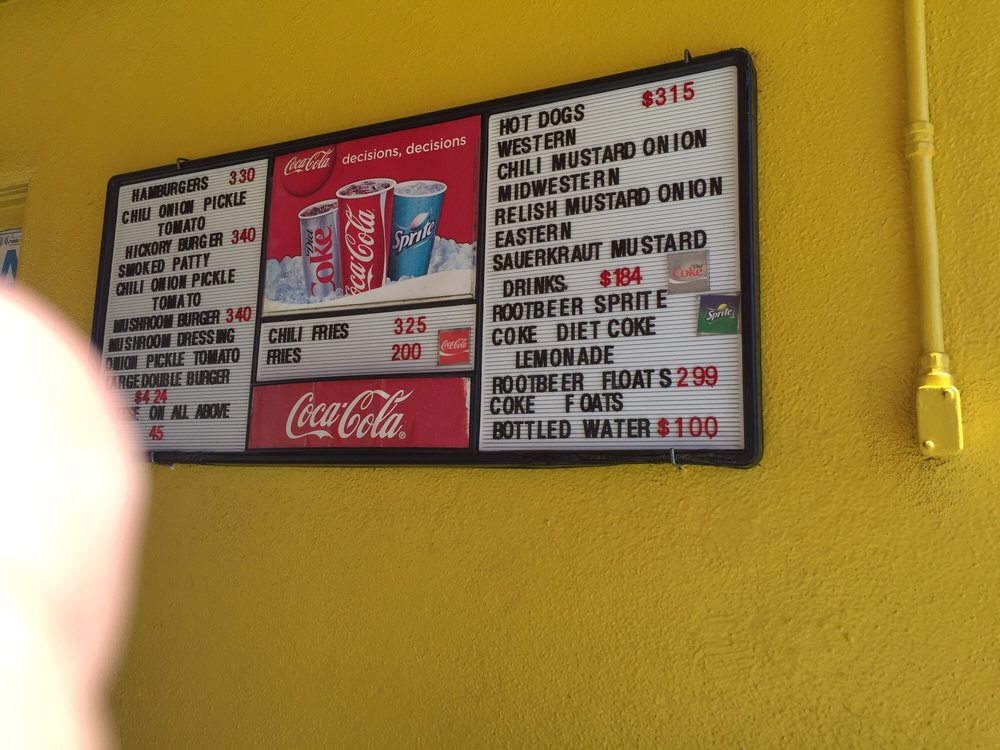 HAMBURGERS 330
CHILI ONION PICKLE
TOMATO
HICKORY BURGER 340
SMOKED PATTY
CHILI ONION PICKLE
TOMATO
MUSHROOM BURGER 340
MUSHROOM DRESSING
ONION PICKLE TOMATO
LARGE DOUBLE BURGER
$4 24
ON ALL ABOVE
45
Coca-Cola
decisions, decisions
Diet Coke
Coca-Cola
Sprite
CHILI FRIES 325
FRIES 200
Coca-Cola
Coca-Cola
HOT DOGS $315
WESTERN
CHILI MUSTARD ONION
MIDWESTERN
RELISH MUSTARD ONION
EASTERN
SAUERKRAUT MUSTARD
DRINKS $184
Coke
ROOTBEER SPRITE
Sprite
COKE DIET COKE
LEMONADE
ROOTBEER FLOATS 299
COKE F OATS
BOTTLED WATER $100
A